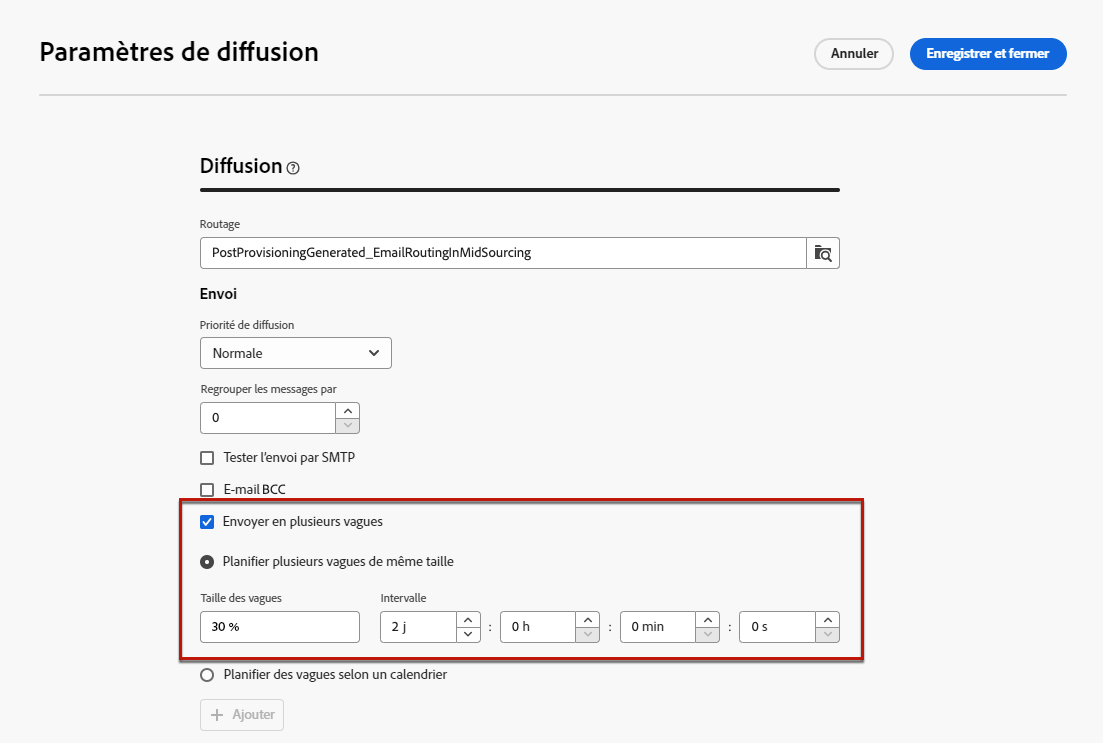 Paramètres de diffusion
Annuler
Enregistrer et fermer
Diffusion
Routage
PostProvisioningGenerated_EmailRoutingInMidSourcing
Envoi
Priorité de diffusion
Normale
Regrouper les messages par
0
Tester l’envoi par SMTP
E-mail BCC
Envoyer en plusieurs vagues
Planifier plusieurs vagues de même taille
Taille des vagues Intervalle
30 % 2 j : 0 h : 0 min : 0 s
Planifier des vagues selon un calendrier
Ajouter